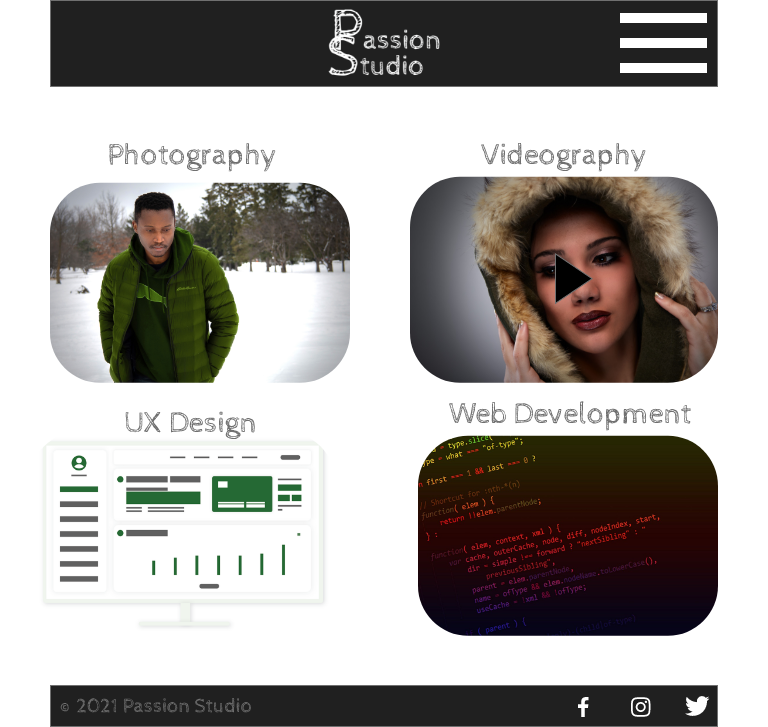 Passion
Studio
Photography
Videography
UX Design
Web Development
= type.slice(
type = what === "of-type";
first === 1 && last === 0 ?
// Shortcut for :nth-*(n)
function( elem ) {
return !!elem.parentNode;
} :
function( elem, context, xml ) {
var cache, outerCache, node, diff, nodeIndex, start,
dir = simple !== forward ? "nextSibling" : "
previousSibling",
parent = elem.parentNode,
name = ofType && elem.nodeName.toLowerCase(),
useCache = !xml && !ofType;
( parent ) {
© 2021 Passion Studio